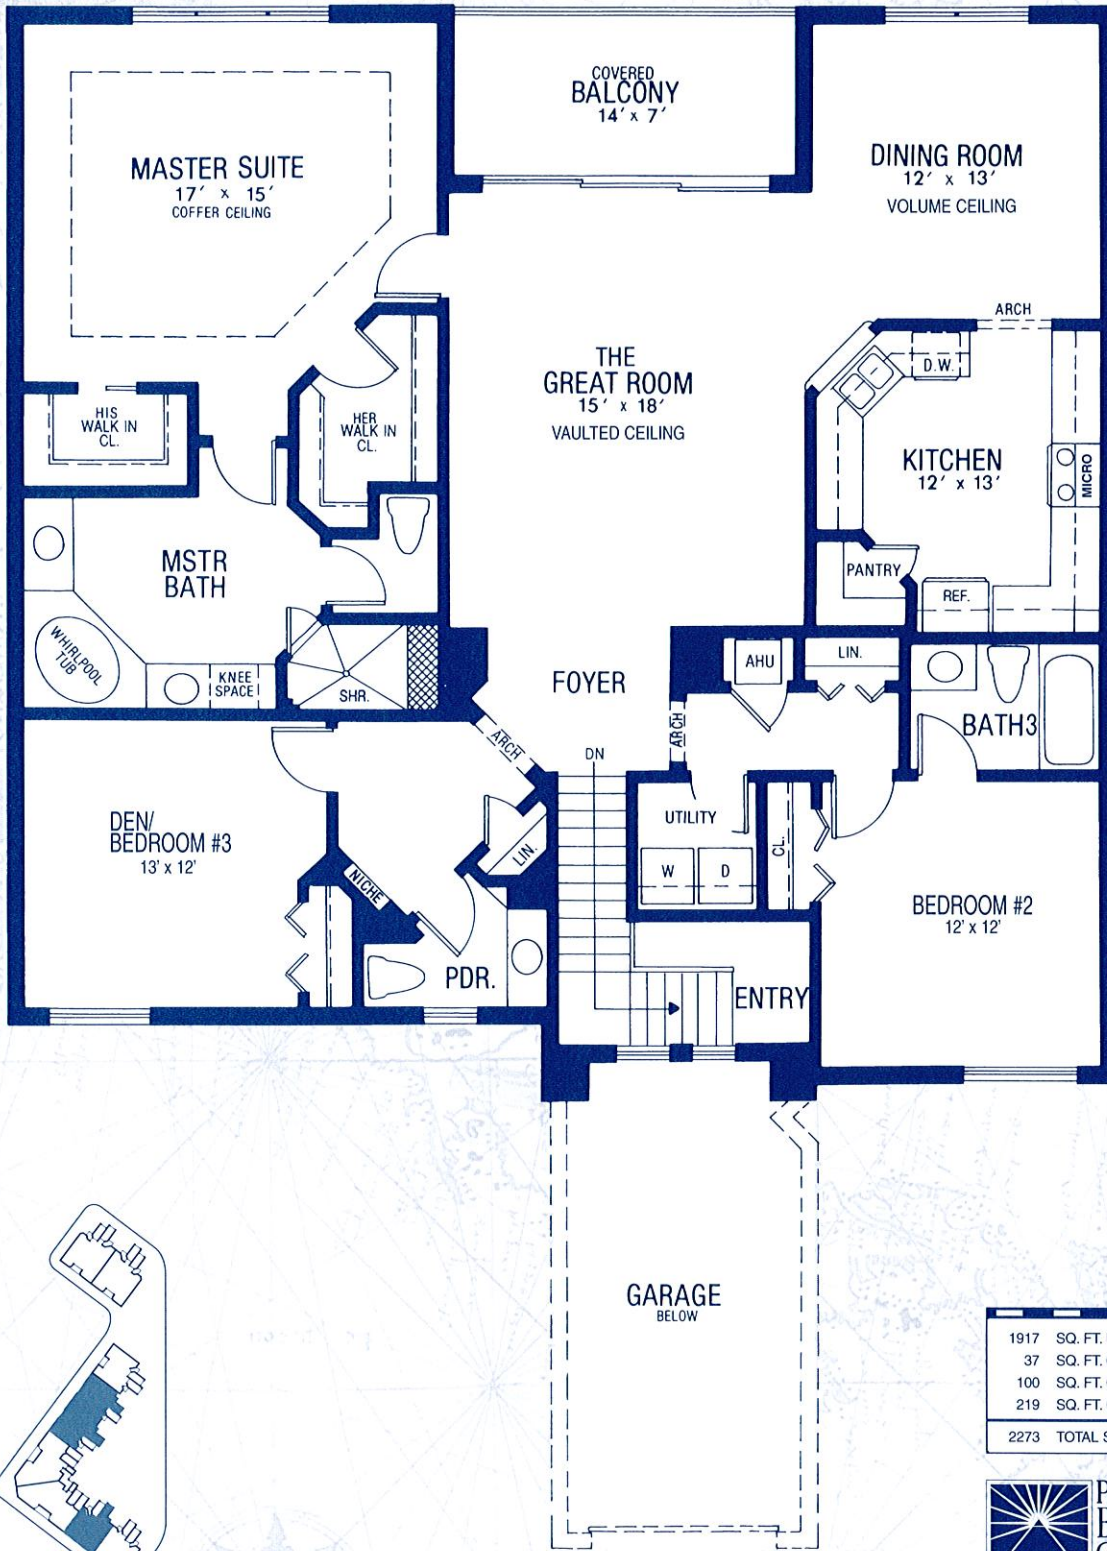 COVERED
BALCONY
14' x 7'
MASTER SUITE
17' x 15'
COFFER CEILING
DINING ROOM
12' x 13'
VOLUME CEILING
ARCH
THE
GREAT ROOM
15' x 18'
VAULTED CEILING
D.W.
HIS
WALK IN
CL.
HER
WALK IN
CL.
KITCHEN
12' x 13'
MICRO
MSTR
BATH
PANTRY
REF.
WHIRLPOOL
TUB
KNEE
SPACE
SHR.
FOYER
AHU
LIN.
ARCH
ARCH
BATH3
DN
DEN/
BEDROOM #3
13' x 12'
UTILITY
W
D
CL.
LIN.
NICHE
BEDROOM #2
12' x 12'
PDR.
ENTRY
GARAGE
BELOW
1917 SQ. FT.
37 SQ. FT.
100 SQ. FT.
219 SQ. FT.
2273 TOTAL